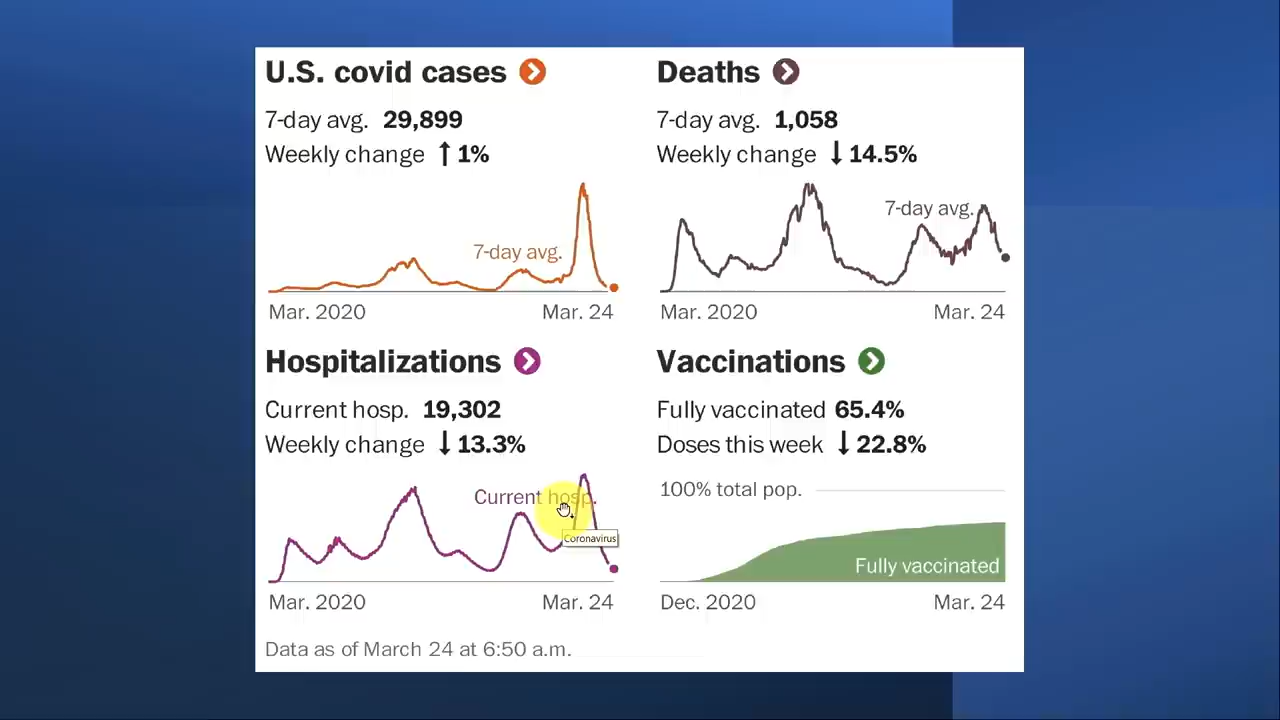 U.S. covid cases
7-day avg. 29,899
Weekly change ↑ 1%
7-day avg.
Mar. 2020 Mar. 24
Deaths
7-day avg. 1,058
Weekly change ↓ 14.5%
7-day avg.
Mar. 2020 Mar. 24
Hospitalizations
Current hosp. 19,302
Weekly change ↓ 13.3%
Current hosp.
Coronavirus
Mar. 2020 Mar. 24
Vaccinations
Fully vaccinated 65.4%
Doses this week ↓ 22.8%
100% total pop.
Fully vaccinated
Dec. 2020 Mar. 24
Data as of March 24 at 6:50 a.m.